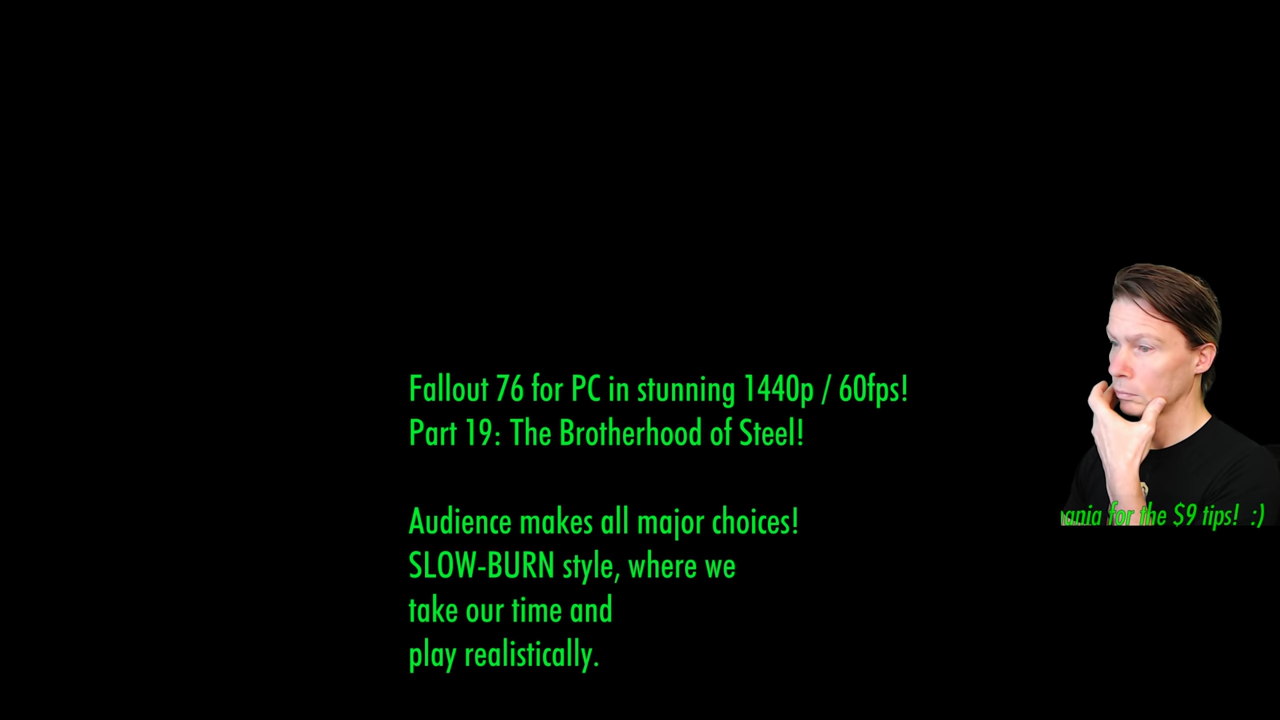 Fallout 76 for PC in stunning 1440p / 60fps!
Part 19: The Brotherhood of Steel!
Audience makes all major choices!
SLOW-BURN style, where we
take our time and
play realistically.
for the $9 tips! :)